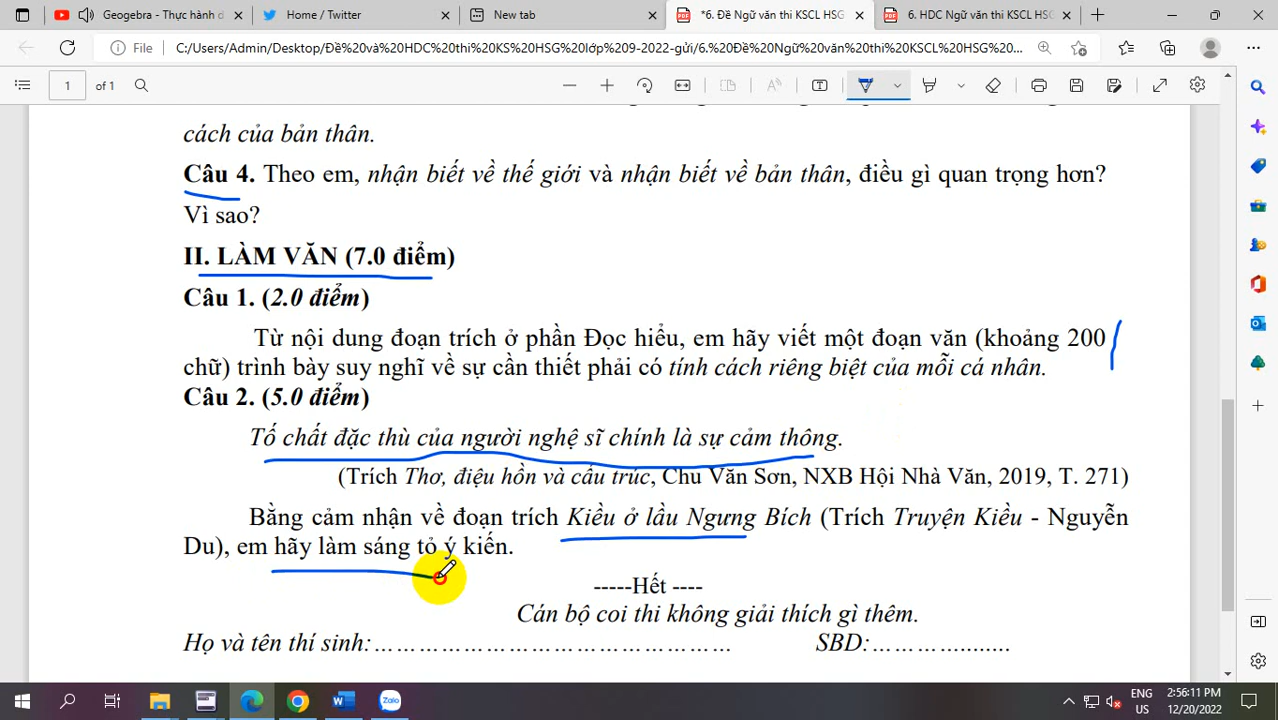 Geogebra - Thực hành d
Home / Twitter
New tab
*6. Đề Ngữ văn thi KSCL HSG
6. HDC Ngữ văn thi KSCL HSG
File
C:/Users/Admin/Desktop/Đề%20và%20HDC%20thi%20KS%20HSG%20lớp%209-2022-gửi/6.%20Đề%20Ngữ%20văn%20thi%20KSCL%20HSG%20...
1 of 1
cách của bản thân.
Câu 4. Theo em, nhận biết về thế giới và nhận biết về bản thân, điều gì quan trọng hơn?
Vì sao?
II. LÀM VĂN (7.0 điểm)
Câu 1. (2.0 điểm)
Từ nội dung đoạn trích ở phần Đọc hiểu, em hãy viết một đoạn văn (khoảng 200
chữ) trình bày suy nghĩ về sự cần thiết phải có tính cách riêng biệt của mỗi cá nhân.
Câu 2. (5.0 điểm)
Tố chất đặc thù của người nghệ sĩ chính là sự cảm thông.
(Trích Thơ, điệu hồn và cấu trúc, Chu Văn Sơn, NXB Hội Nhà Văn, 2019, T. 271)
Bằng cảm nhận về đoạn trích Kiều ở lầu Ngưng Bích (Trích Truyện Kiều - Nguyễn
Du), em hãy làm sáng tỏ ý kiến.
-----Hết ----
Cán bộ coi thi không giải thích gì thêm.
Họ và tên thí sinh:……………………………………… SBD:………….......
Zalo
ENG
US
2:56:11 PM
12/20/2022